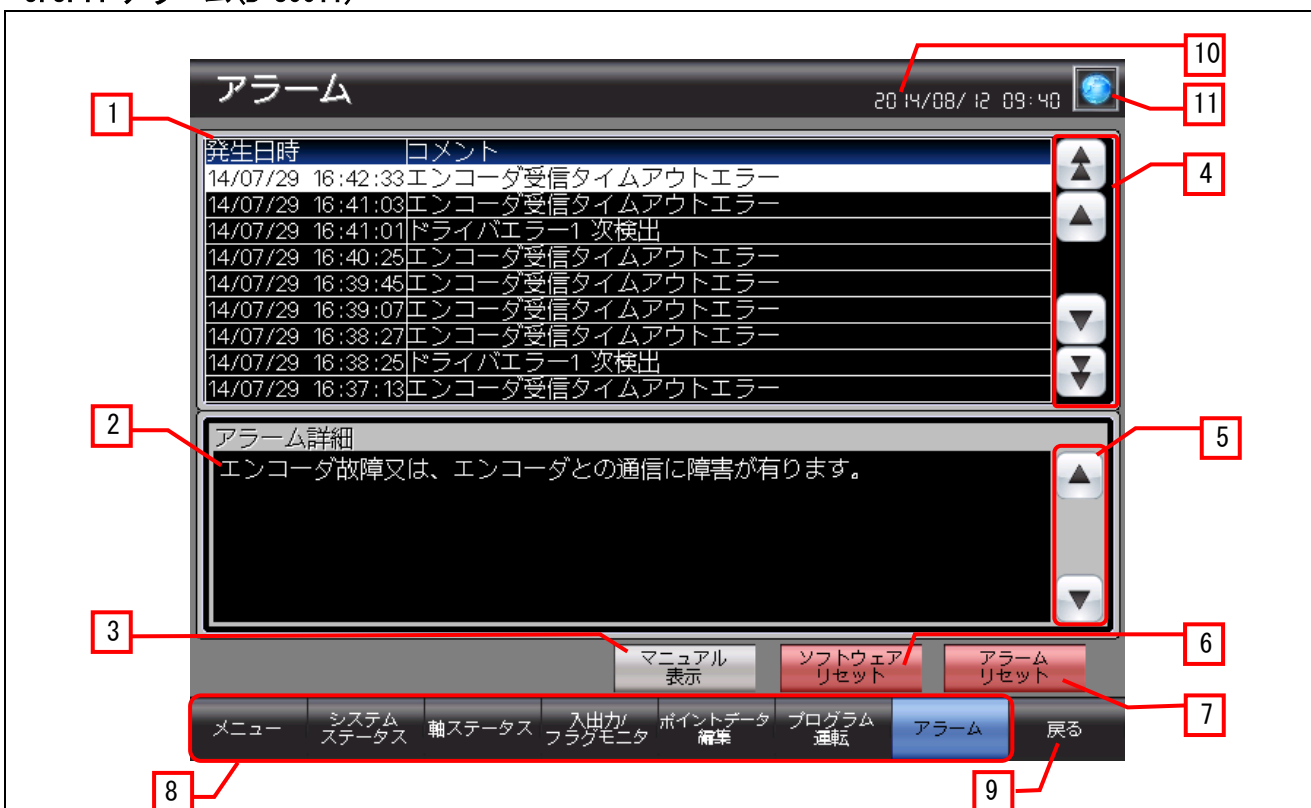 10
アラーム
2014/08/12 09:40
11
1
発生日時 コメント
4
14/07/29 16:42:33エンコーダ受信タイムアウトエラー
14/07/29 16:41:03エンコーダ受信タイムアウトエラー
14/07/29 16:41:01ドライバエラー1 次検出
14/07/29 16:40:25エンコーダ受信タイムアウトエラー
14/07/29 16:39:45エンコーダ受信タイムアウトエラー
14/07/29 16:39:07エンコーダ受信タイムアウトエラー
14/07/29 16:38:27エンコーダ受信タイムアウトエラー
14/07/29 16:38:25ドライバエラー1 次検出
14/07/29 16:37:13エンコーダ受信タイムアウトエラー
2
アラーム詳細
5
エンコーダ故障又は、エンコーダとの通信に障害が有ります。
3
マニュアル
表示
ソフトウェア
リセット
アラーム
リセット
6
メニュー
システム
ステータス
軸ステータス
入出力/
フラグモニタ
ポイントデータ
編集
プログラム
運転
アラーム
戻る
7
8
9